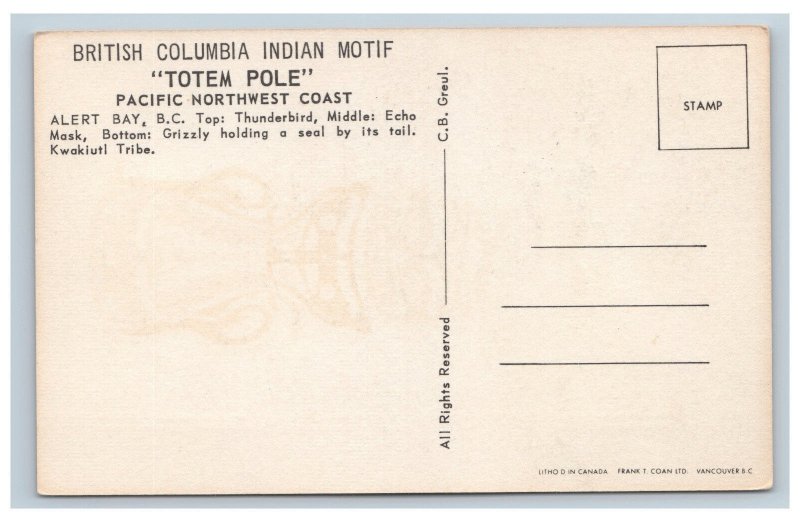 BRITISH COLUMBIA INDIAN MOTIF
"TOTEM POLE"
PACIFIC NORTHWEST COAST
ALERT BAY, B.C. Top: Thunderbird, Middle: Echo
Mask, Bottom: Grizzly holding a seal by its tail.
Kwakiutl Tribe.
All Rights Reserved
C.B. Greul.
STAMP
LITHO D IN CANADA FRANK T. COAN LTD. VANCOUVER B.C.